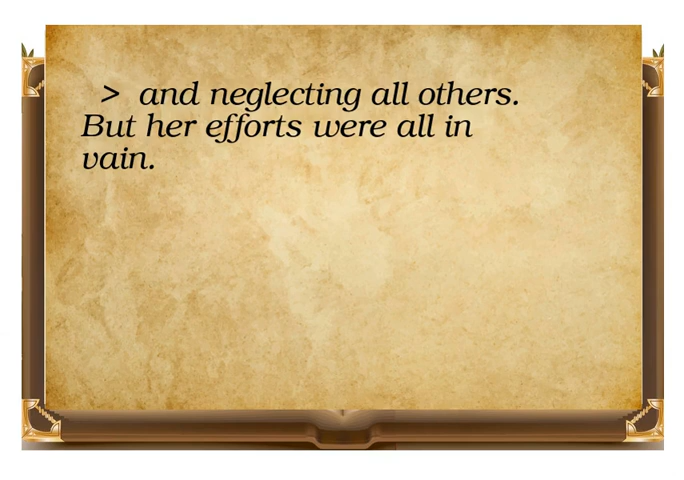 > and neglecting all others.
But her efforts were all in
vain.